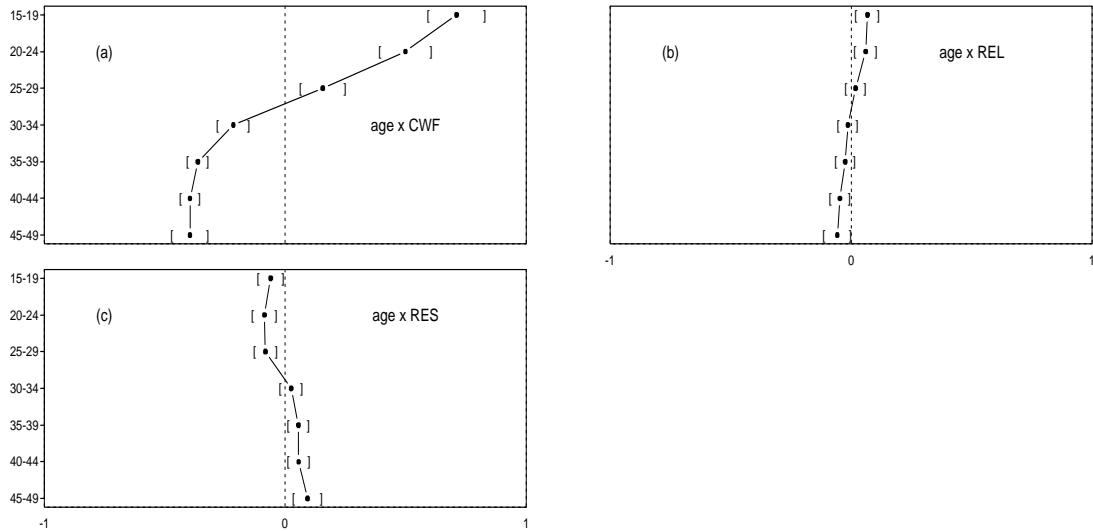 15-19
20-24
25-29
30-34
35-39
40-44
45-49
(a)
age x CWF
(b)
age x REL
-1 0 1
15-19
20-24
25-29
30-34
35-39
40-44
45-49
(c)
age x RES
-1 0 1